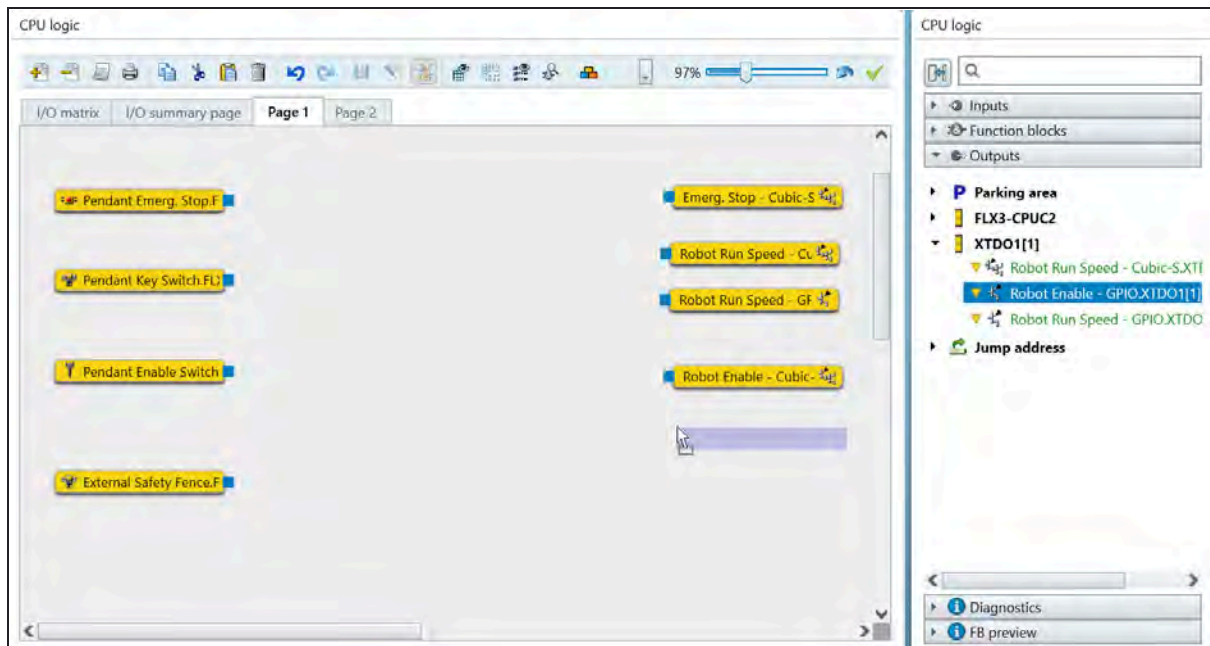 CPU logic
97%
I/O matrix I/O summary page Page 1 Page 2
Pendant Emerg. Stop.F
Pendant Key Switch.FLX
Pendant Enable Switch
External Safety Fence.F
Emerg. Stop - Cubic-S
Robot Run Speed - Cu
Robot Run Speed - GF
Robot Enable - Cubic-
CPU logic
Inputs
Function blocks
Outputs
P Parking area
FLX3-CPUC2
XTDO1[1]
Robot Run Speed - Cubic-S.XTI
Robot Enable - GPIO.XTDO1[1]
Robot Run Speed - GPIO.XTDO
Jump address
Diagnostics
FB preview